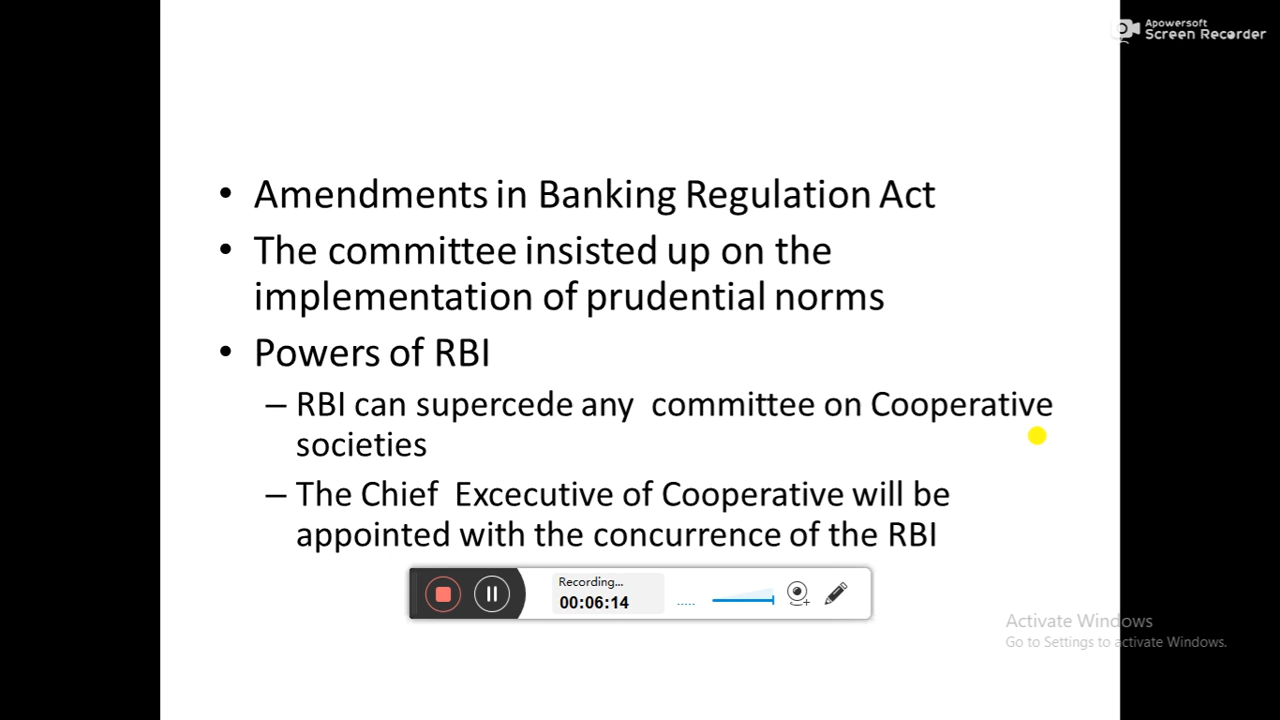 Apowersoft
Screen Recorder
• Amendments in Banking Regulation Act
• The committee insisted up on the
implementation of prudential norms
• Powers of RBI
– RBI can supercede any committee on Cooperative
societies
– The Chief Excecutive of Cooperative will be
appointed with the concurrence of the RBI
Recording...
00:06:14
Activate Windows
Go to Settings to activate Windows.